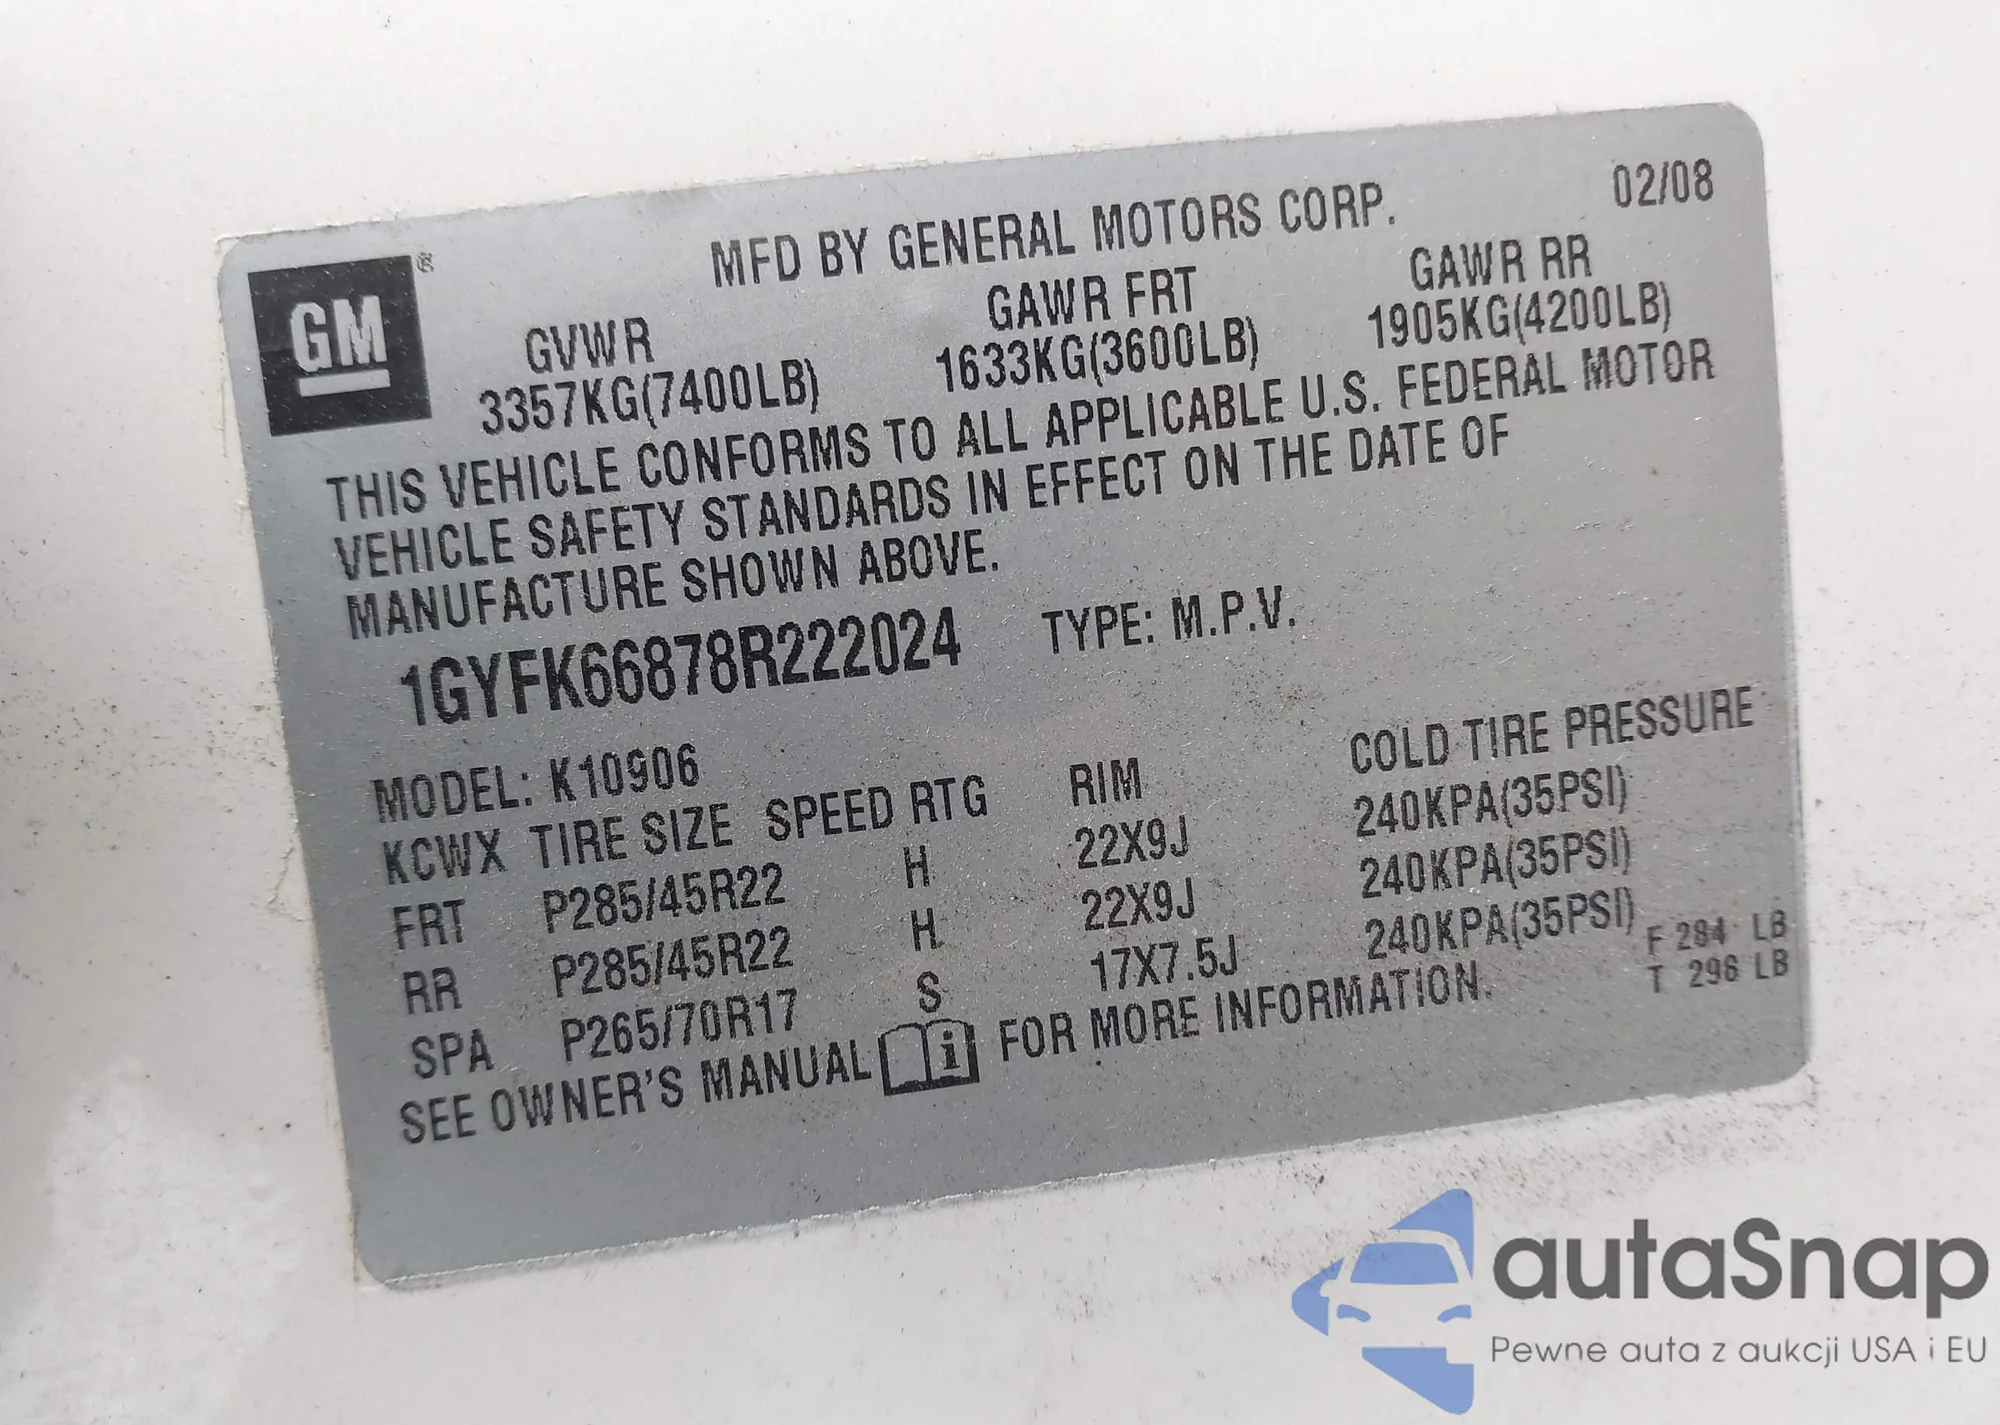 MFD BY GENERAL MOTORS CORP. 02/08
GM ®
GVWR GAWR FRT GAWR RR
3357KG(7400LB) 1633KG(3600LB) 1905KG(4200LB)
THIS VEHICLE CONFORMS TO ALL APPLICABLE U.S. FEDERAL MOTOR
VEHICLE SAFETY STANDARDS IN EFFECT ON THE DATE OF
MANUFACTURE SHOWN ABOVE.
1GYFK66878R222024 TYPE: M.P.V.
MODEL: K10906
KCWX TIRE SIZE SPEED RTG RIM COLD TIRE PRESSURE
FRT P285/45R22 H 22X9J 240KPA(35PSI)
RR P285/45R22 H 22X9J 240KPA(35PSI)
SPA P265/70R17 S 17X7.5J 240KPA(35PSI)
F 284 LB
T 296 LB
SEE OWNER'S MANUAL i FOR MORE INFORMATION.
autaSnap
Pewne auta z aukcji USA i EU